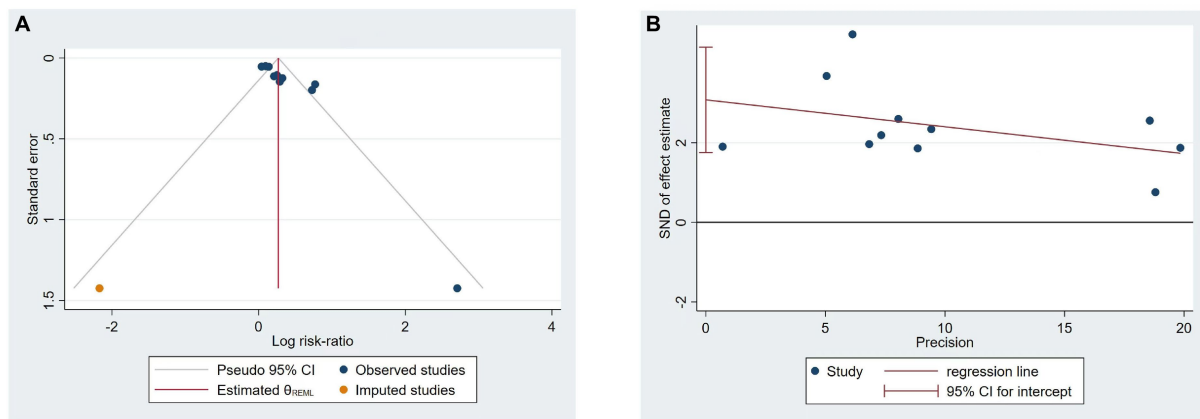 A
Standard error
0
.5
1
1.5
-2
0
2
4
Log risk-ratio
Pseudo 95% CI
Observed studies
Estimated θREML
Imputed studies
B
SND of effect estimate
2
0
-2
0
5
10
15
20
Precision
Study
regression line
95% CI for intercept